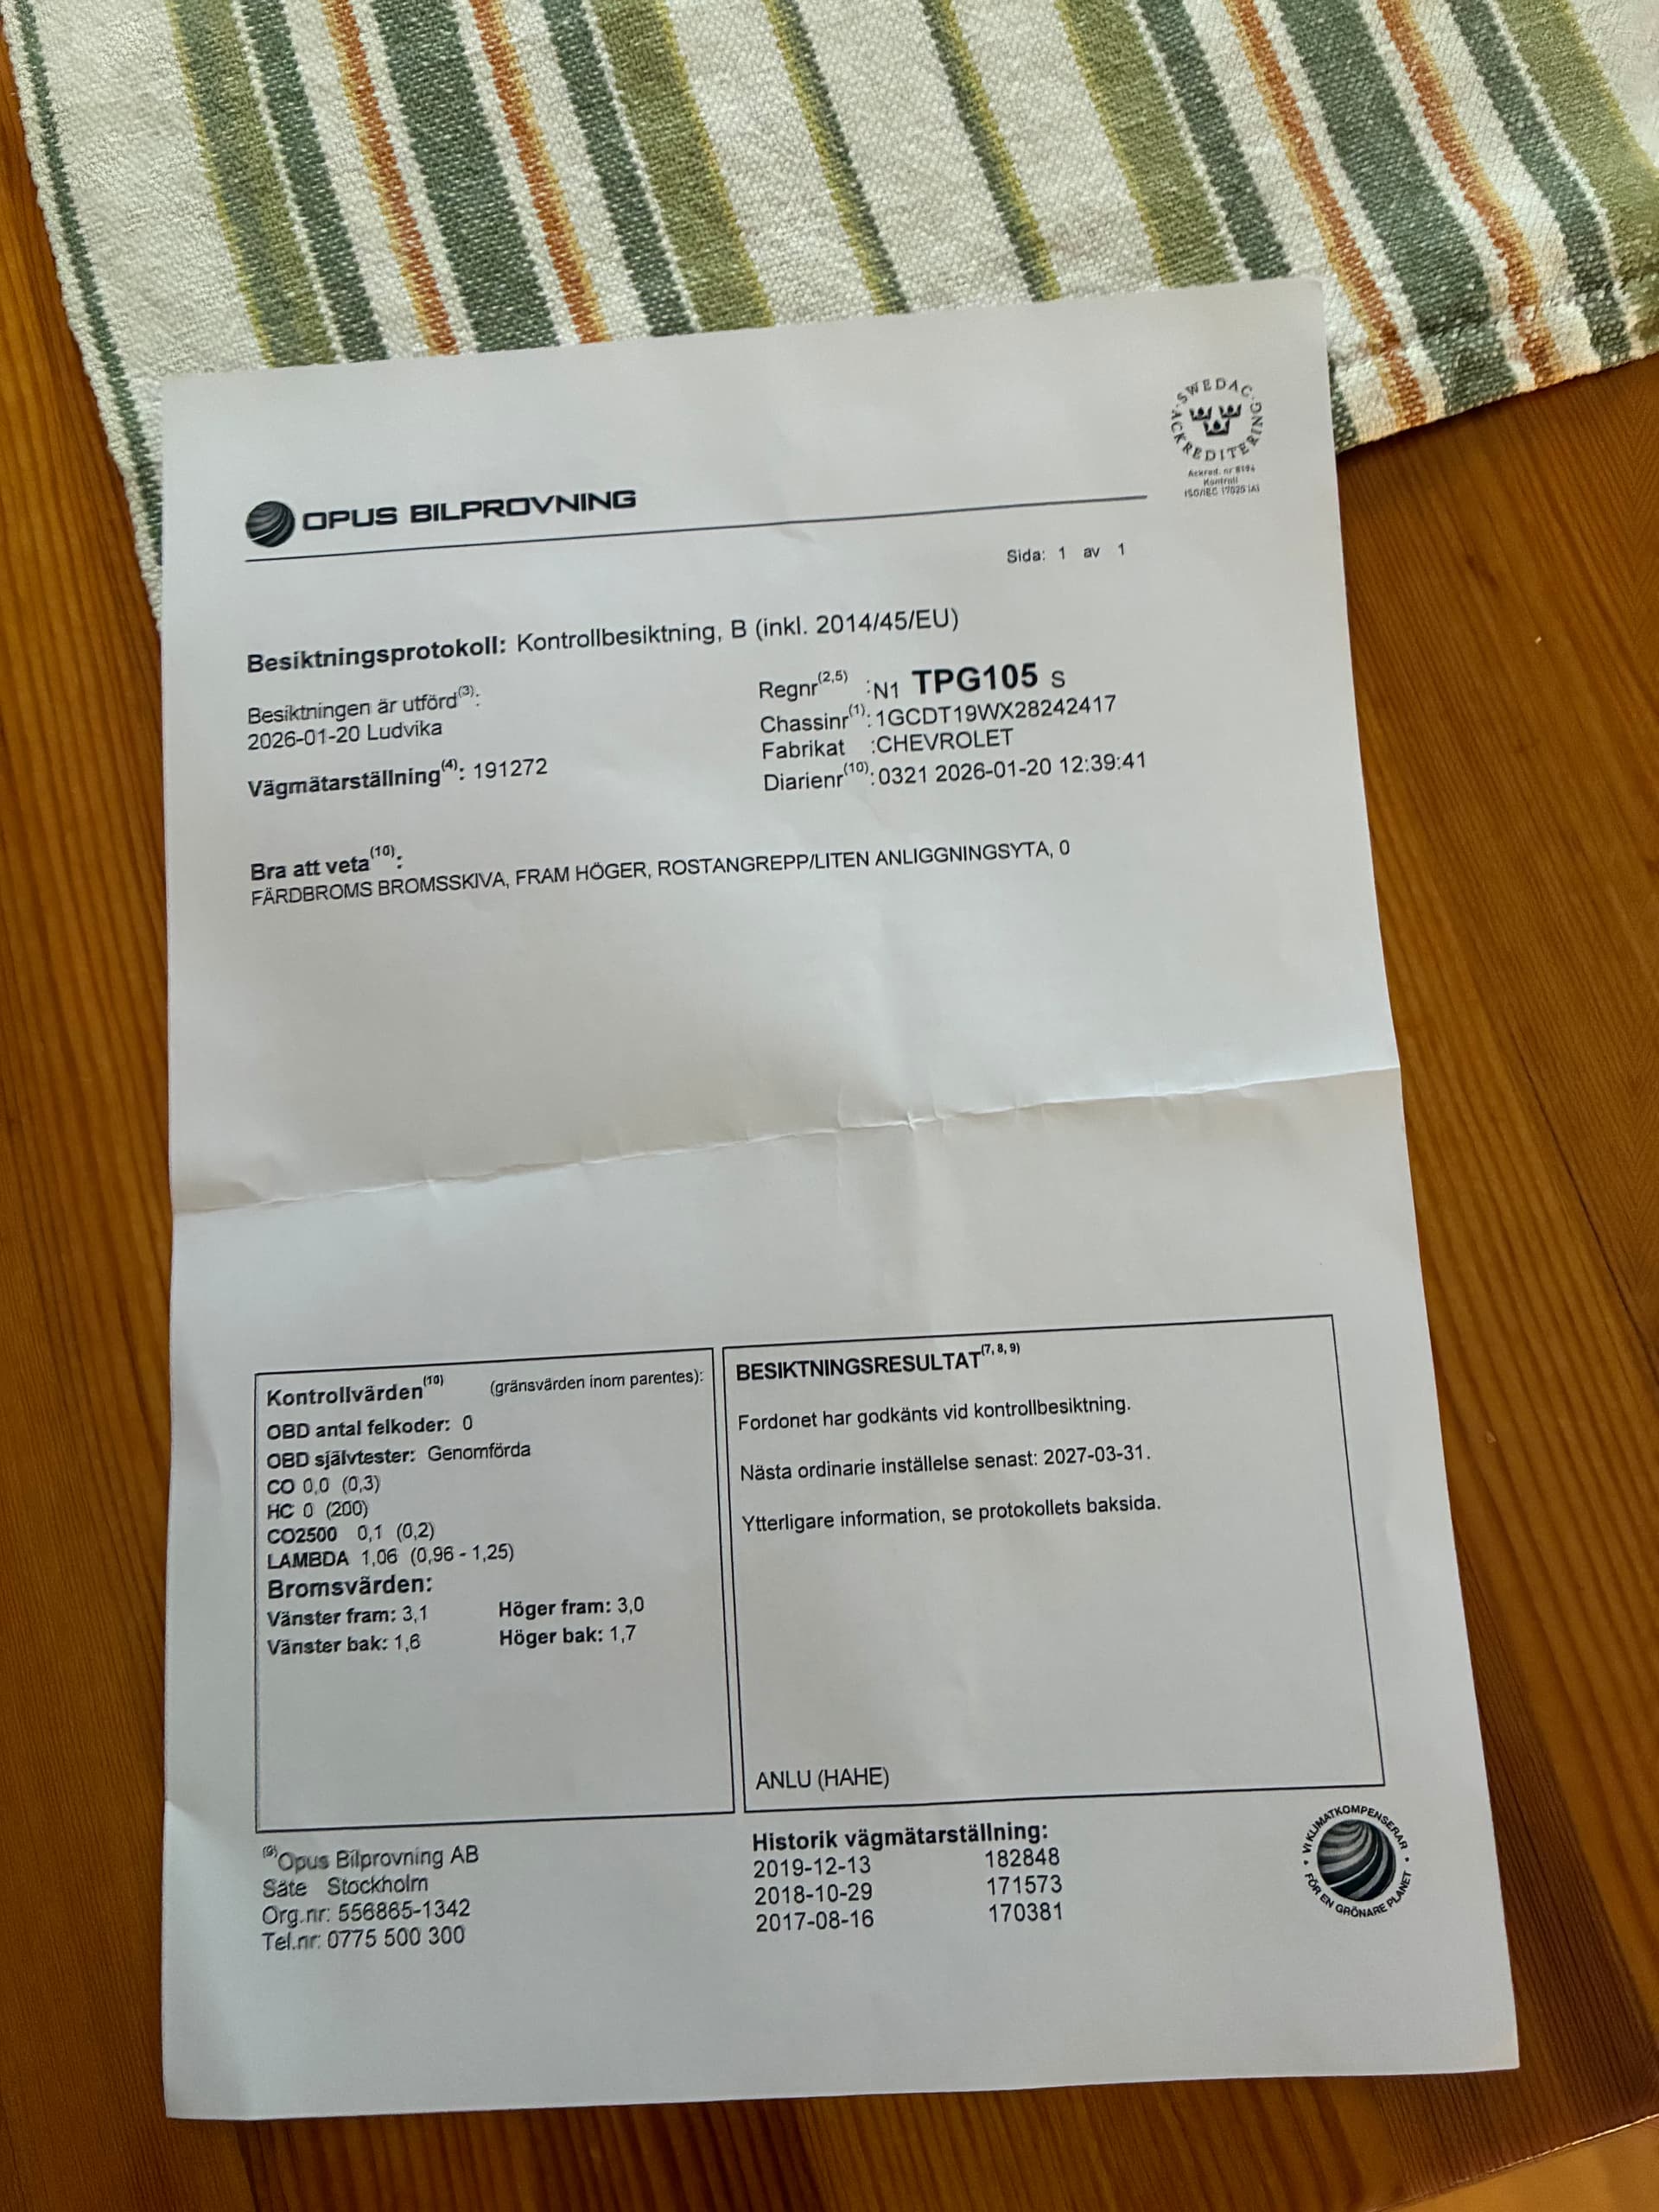 SWEDAC
ACKREDITERING
Ackred. nr 8194
Kontroll
ISO/IEC 17020 (A)
OPUS BILPROVNING
Sida: 1 av 1
Besiktningsprotokoll: Kontrollbesiktning, B (inkl. 2014/45/EU)
Besiktningen är utförd(3):
2026-01-20 Ludvika
Vägmätarställning(4): 191272
Regnr(2,5) :N1 TPG105 S
Chassinr(1):1GCDT19WX28242417
Fabrikat :CHEVROLET
Diarienr(10):0321 2026-01-20 12:39:41
Bra att veta(10):
FÄRDBROMS BROMSSKIVA, FRAM HÖGER, ROSTANGREPP/LITEN ANLIGGNINGSYTA, 0
Kontrollvärden(10) (gränsvärden inom parentes):
OBD antal felkoder: 0
OBD självtester: Genomförda
CO 0,0 (0,3)
HC 0 (200)
CO2500 0,1 (0,2)
LAMBDA 1,06 (0,96 - 1,25)
Bromsvärden:
Vänster fram: 3,1 Höger fram: 3,0
Vänster bak: 1,6 Höger bak: 1,7
BESIKTNINGSRESULTAT(7, 8, 9)
Fordonet har godkänts vid kontrollbesiktning.
Nästa ordinarie inställelse senast: 2027-03-31.
Ytterligare information, se protokollets baksida.
ANLU (HAHE)
Opus Bilprovning AB
Säte Stockholm
Org.nr: 556865-1342
Tel.nr: 0775 500 300
Historik vägmätarställning:
2019-12-13 182848
2018-10-29 171573
2017-08-16 170381
VI KLIMATKOMPENSERAR
FÖR EN GRÖNARE PLANET